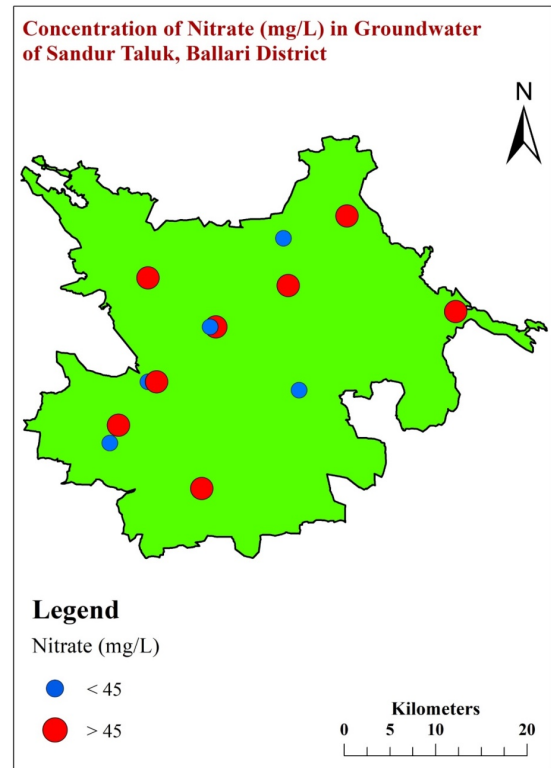 Concentration of Nitrate (mg/L) in Groundwater
of Sandur Taluk, Ballari District
N
Legend
Nitrate (mg/L)
< 45
> 45
Kilometers
0 5 10 20